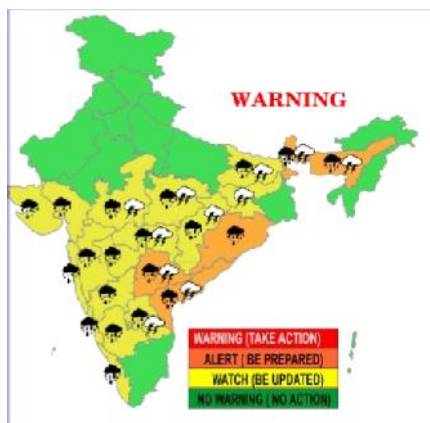 WARNING
WARNING (TAKE ACTION)
ALERT ( BE PREPARED)
WATCH (BE UPDATED)
NO WARNING ( NO ACTION)